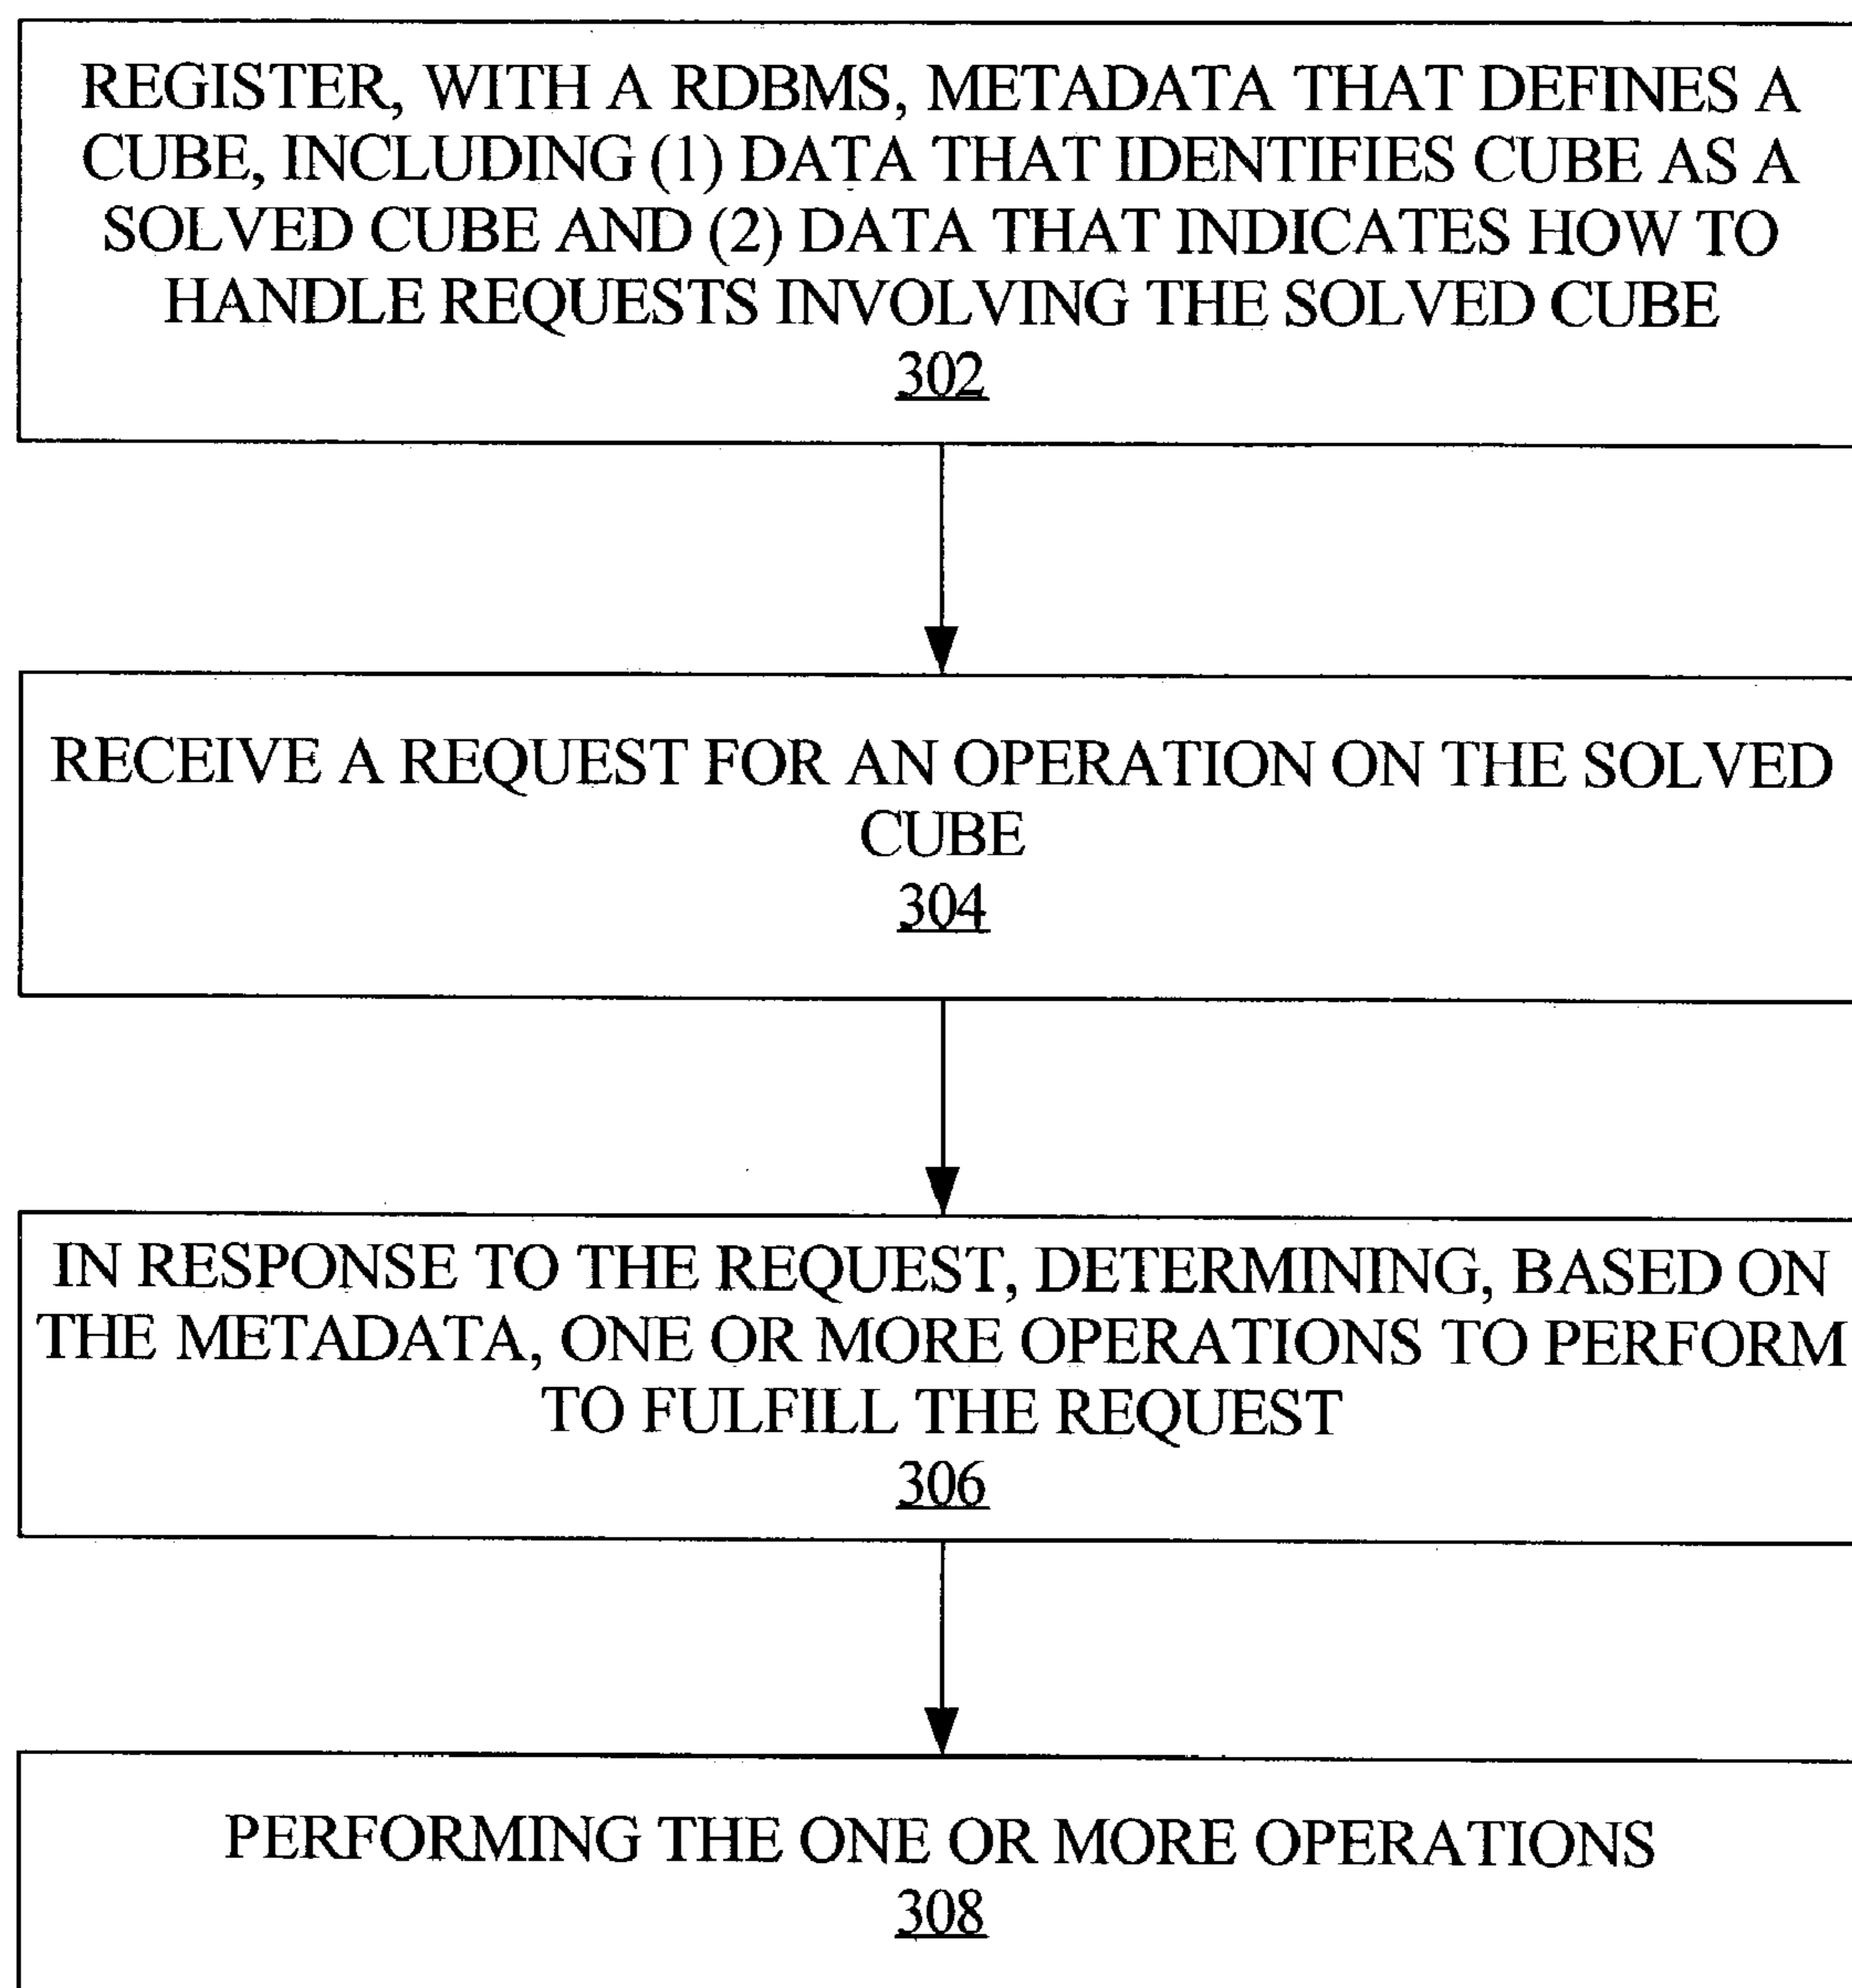 REGISTER, WITH A RDBMS, METADATA THAT DEFINES A
CUBE, INCLUDING (1) DATA THAT IDENTIFIES CUBE AS A
SOLVED CUBE AND (2) DATA THAT INDICATES HOW TO
HANDLE REQUESTS INVOLVING THE SOLVED CUBE
302
RECEIVE A REQUEST FOR AN OPERATION ON THE SOLVED
CUBE
304
IN RESPONSE TO THE REQUEST, DETERMINING, BASED ON
THE METADATA, ONE OR MORE OPERATIONS TO PERFORM
TO FULFILL THE REQUEST
306
PERFORMING THE ONE OR MORE OPERATIONS
308